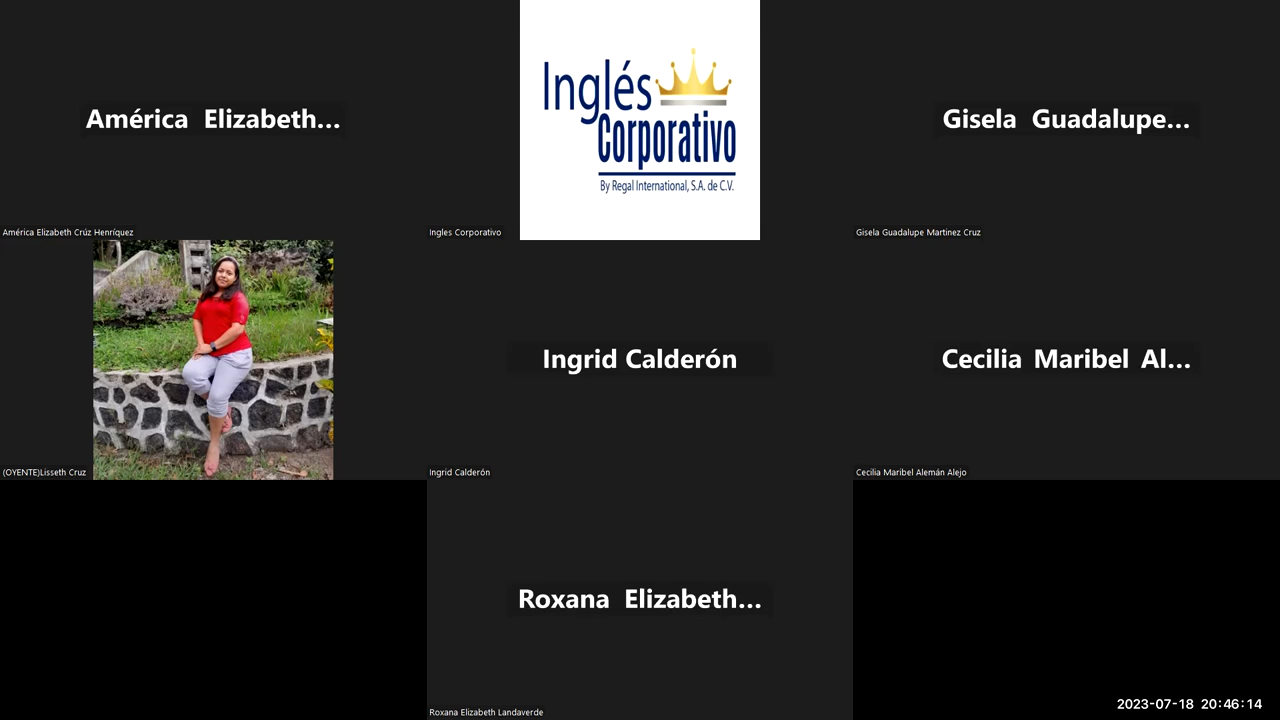 América Elizabeth...
Inglés
Corporativo
By Regal International, S.A. de C.V.
Gisela Guadalupe...
América Elizabeth Crúz Henríquez
Ingles Corporativo
Gisela Guadalupe Martinez Cruz
Ingrid Calderón
Cecilia Maribel Al...
(OYENTE)Lisseth Cruz
Ingrid Calderón
Cecilia Maribel Alemán Alejo
Roxana Elizabeth...
Roxana Elizabeth Landaverde
2023-07-18 20:46:14